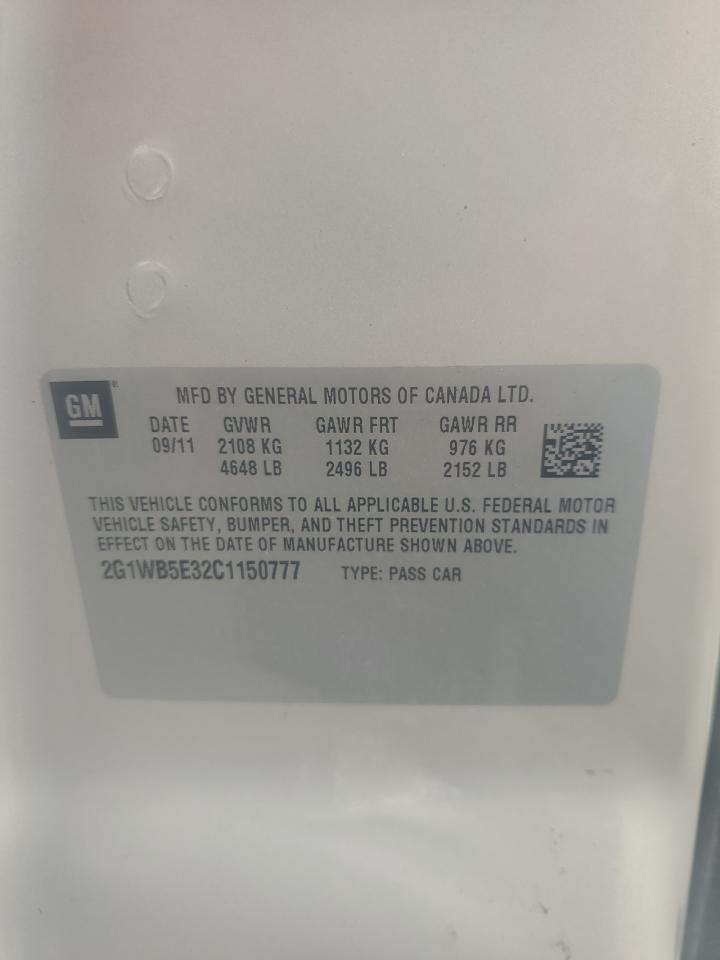 GM®
MFD BY GENERAL MOTORS OF CANADA LTD.
DATE GVWR GAWR FRT GAWR RR
09/11 2108 KG 1132 KG 976 KG
4648 LB 2496 LB 2152 LB
THIS VEHICLE CONFORMS TO ALL APPLICABLE U.S. FEDERAL MOTOR
VEHICLE SAFETY, BUMPER, AND THEFT PREVENTION STANDARDS IN
EFFECT ON THE DATE OF MANUFACTURE SHOWN ABOVE.
2G1WB5E32C1150777 TYPE: PASS CAR